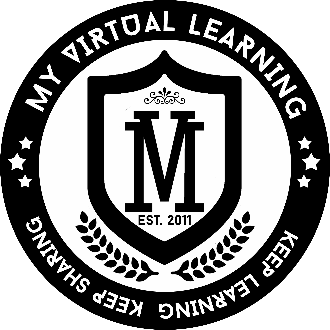 MY VIRTUAL LEARNING
M
EST. 2011
KEEP LEARNING KEEP SHARING